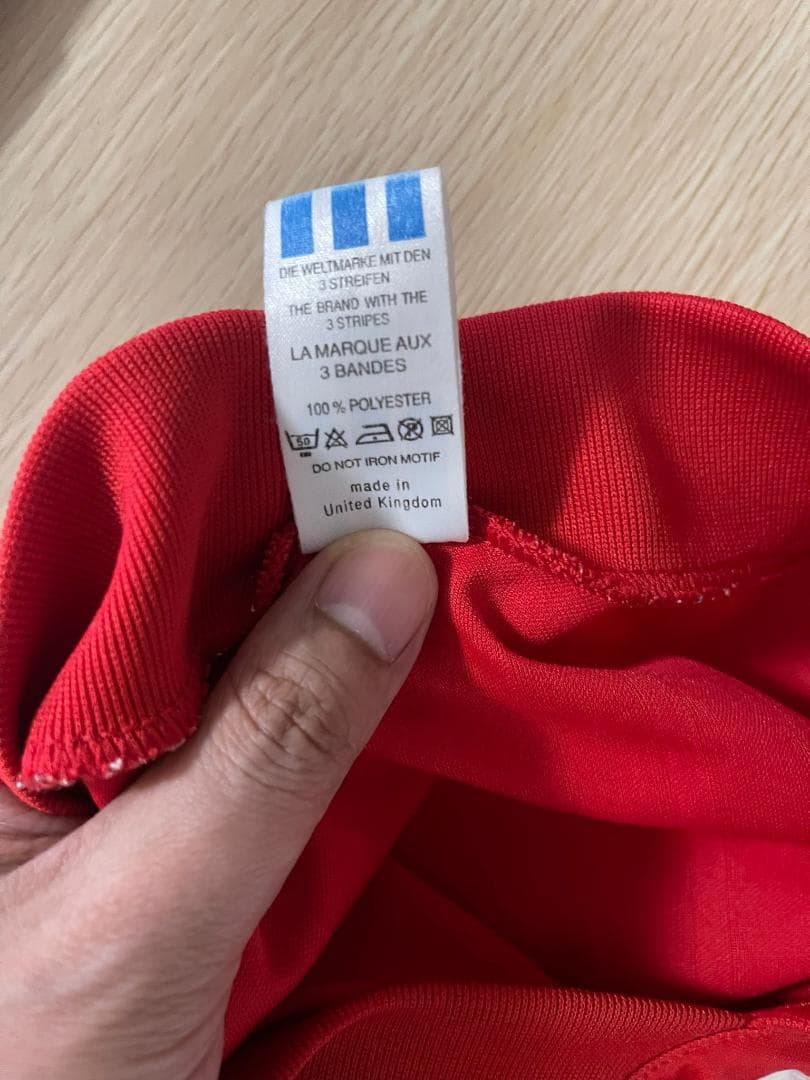 DIE WELTMARKE MIT DEN
3 STREIFEN
THE BRAND WITH THE
3 STRIPES
LA MARQUE AUX
3 BANDES
100 % POLYESTER
50
DO NOT IRON MOTIF
made in
United Kingdom